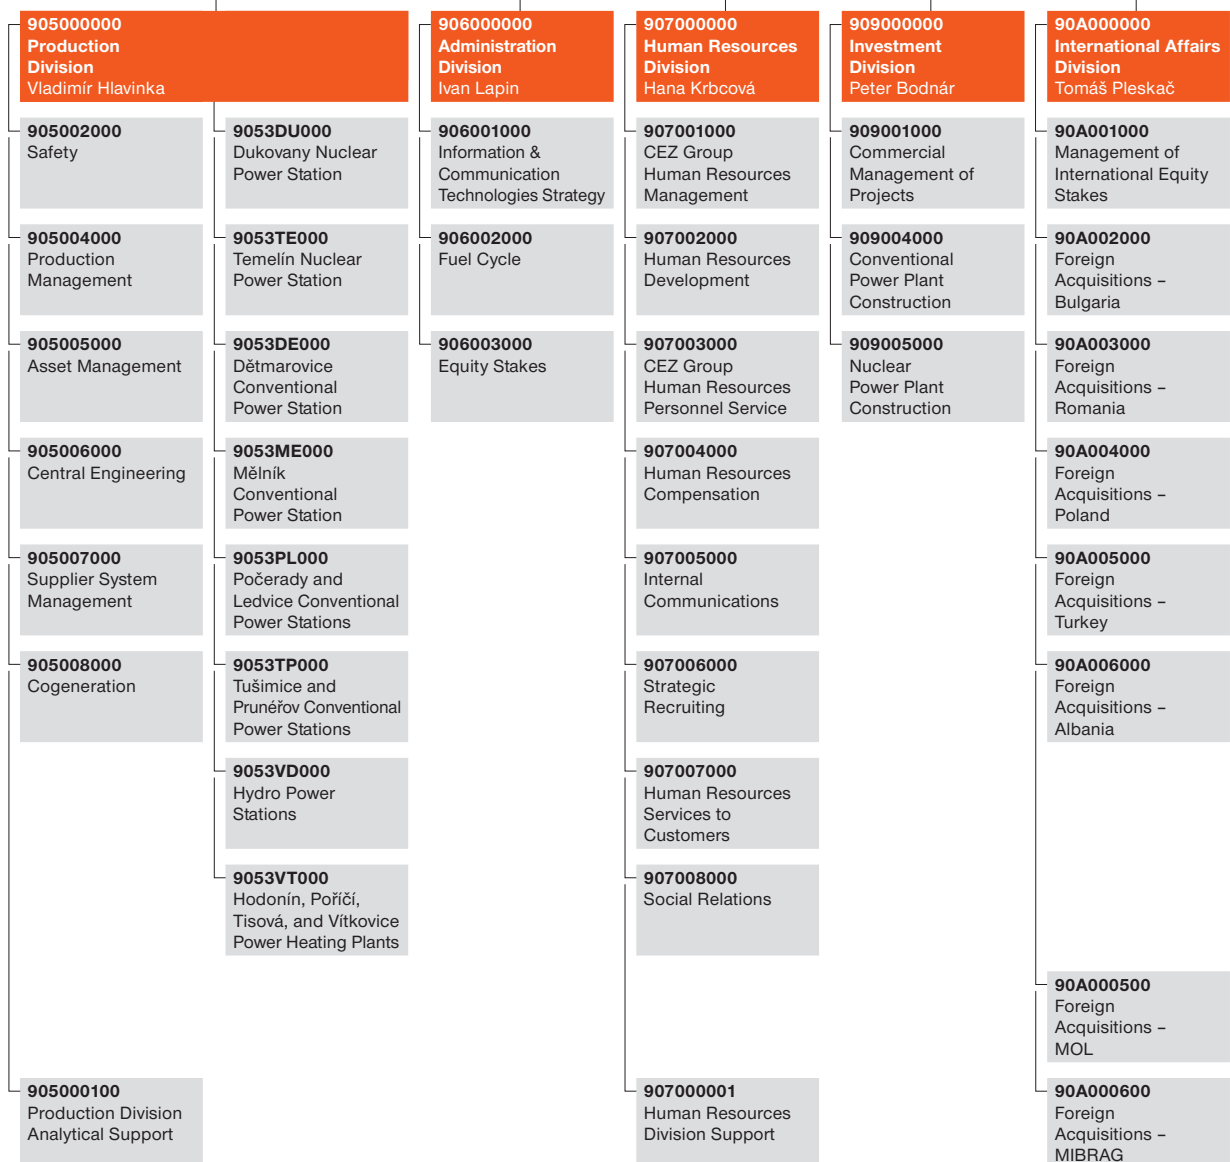 905000000
Production
Division
Vladimír Hlavinka
906000000
Administration
Division
Ivan Lapin
907000000
Human Resources
Division
Hana Krbcová
909000000
Investment
Division
Peter Bodnár
90A000000
International Affairs
Division
Tomáš Pleskač
905002000
Safety
9053DU000
Dukovany Nuclear
Power Station
906001000
Information &
Communication
Technologies Strategy
907001000
CEZ Group
Human Resources
Management
909001000
Commercial
Management of
Projects
90A001000
Management of
International Equity
Stakes
905004000
Production
Management
9053TE000
Temelín Nuclear
Power Station
906002000
Fuel Cycle
907002000
Human Resources
Development
909004000
Conventional
Power Plant
Construction
90A002000
Foreign
Acquisitions –
Bulgaria
905005000
Asset Management
9053DE000
Dětmarovice
Conventional
Power Station
906003000
Equity Stakes
907003000
CEZ Group
Human Resources
Personnel Service
909005000
Nuclear
Power Plant
Construction
90A003000
Foreign
Acquisitions –
Romania
905006000
Central Engineering
9053ME000
Mělník
Conventional
Power Station
907004000
Human Resources
Compensation
90A004000
Foreign
Acquisitions –
Poland
905007000
Supplier System
Management
9053PL000
Počerady and
Ledvice Conventional
Power Stations
907005000
Internal
Communications
90A005000
Foreign
Acquisitions –
Turkey
905008000
Cogeneration
9053TP000
Tušimice and
Prunéřov Conventional
Power Stations
907006000
Strategic
Recruiting
90A006000
Foreign
Acquisitions –
Albania
9053VD000
Hydro Power
Stations
907007000
Human Resources
Services to
Customers
9053VT000
Hodonín, Poříčí,
Tisová, and Vítkovice
Power Heating Plants
907008000
Social Relations
90A000500
Foreign
Acquisitions –
MOL
905000100
Production Division
Analytical Support
907000001
Human Resources
Division Support
90A000600
Foreign
Acquisitions –
MIBRAG